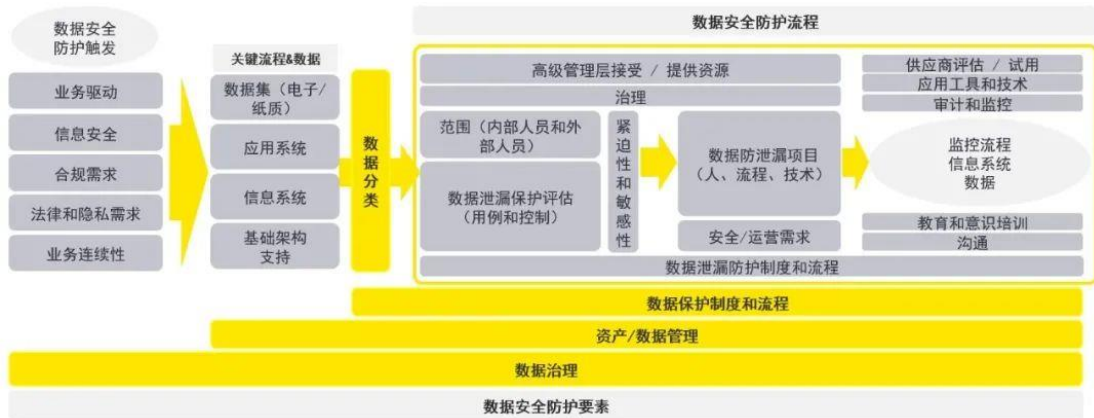 数据安全
防护触发
业务驱动
信息安全
合规需求
法律和隐私需求
业务连续性
关键流程&数据
数据集（电子/
纸质）
应用系统
信息系统
基础架构
支持
数据分类
数据安全防护流程
高级管理层接受 / 提供资源
治理
范围（内部人员和外
部人员）
数据泄漏保护评估
（用例和控制）
紧迫性和敏感性
数据防泄漏项目
（人、流程、技术）
安全/运营需求
数据泄漏防护制度和流程
供应商评估 / 试用
应用工具和技术
审计和监控
监控流程
信息系统
数据
教育和意识培训
沟通
数据保护制度和流程
资产/数据管理
数据治理
数据安全防护要素